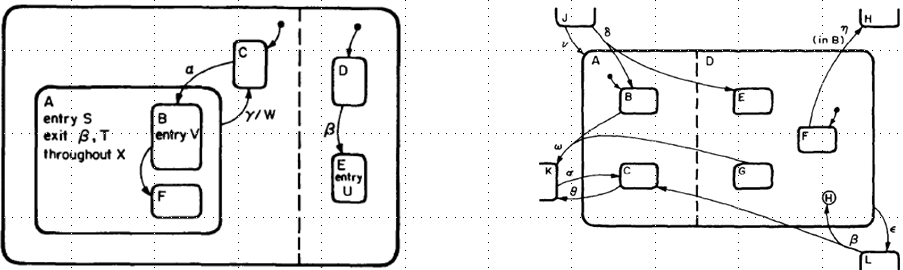 C
α
A
entry S
exit β, T
throughout X
B
entry V
F
γ/W
D
β
E
entry
U
J
δ
ν
η
(in B)
H
A
D
B
E
F
ω
K
α
θ
C
G
H
β
ε
L